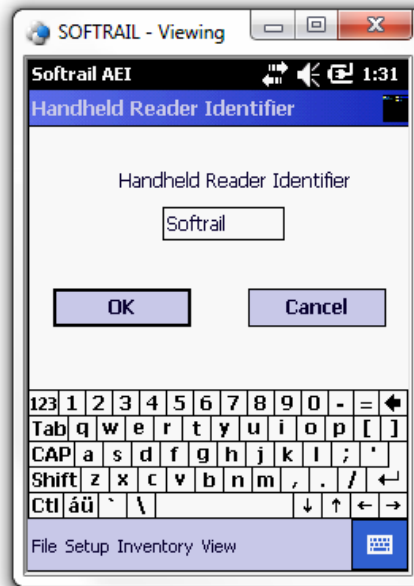 SOFTRAIL - Viewing
Softrail AEI 1:31
Handheld Reader Identifier
Handheld Reader Identifier
Softrail
OK Cancel
123 1 2 3 4 5 6 7 8 9 0 - =
Tab q w e r t y u i o p [ ]
CAP a s d f g h j k l ; '
Shift z x c v b n m , . /
Ctl áü ` \
File Setup Inventory View